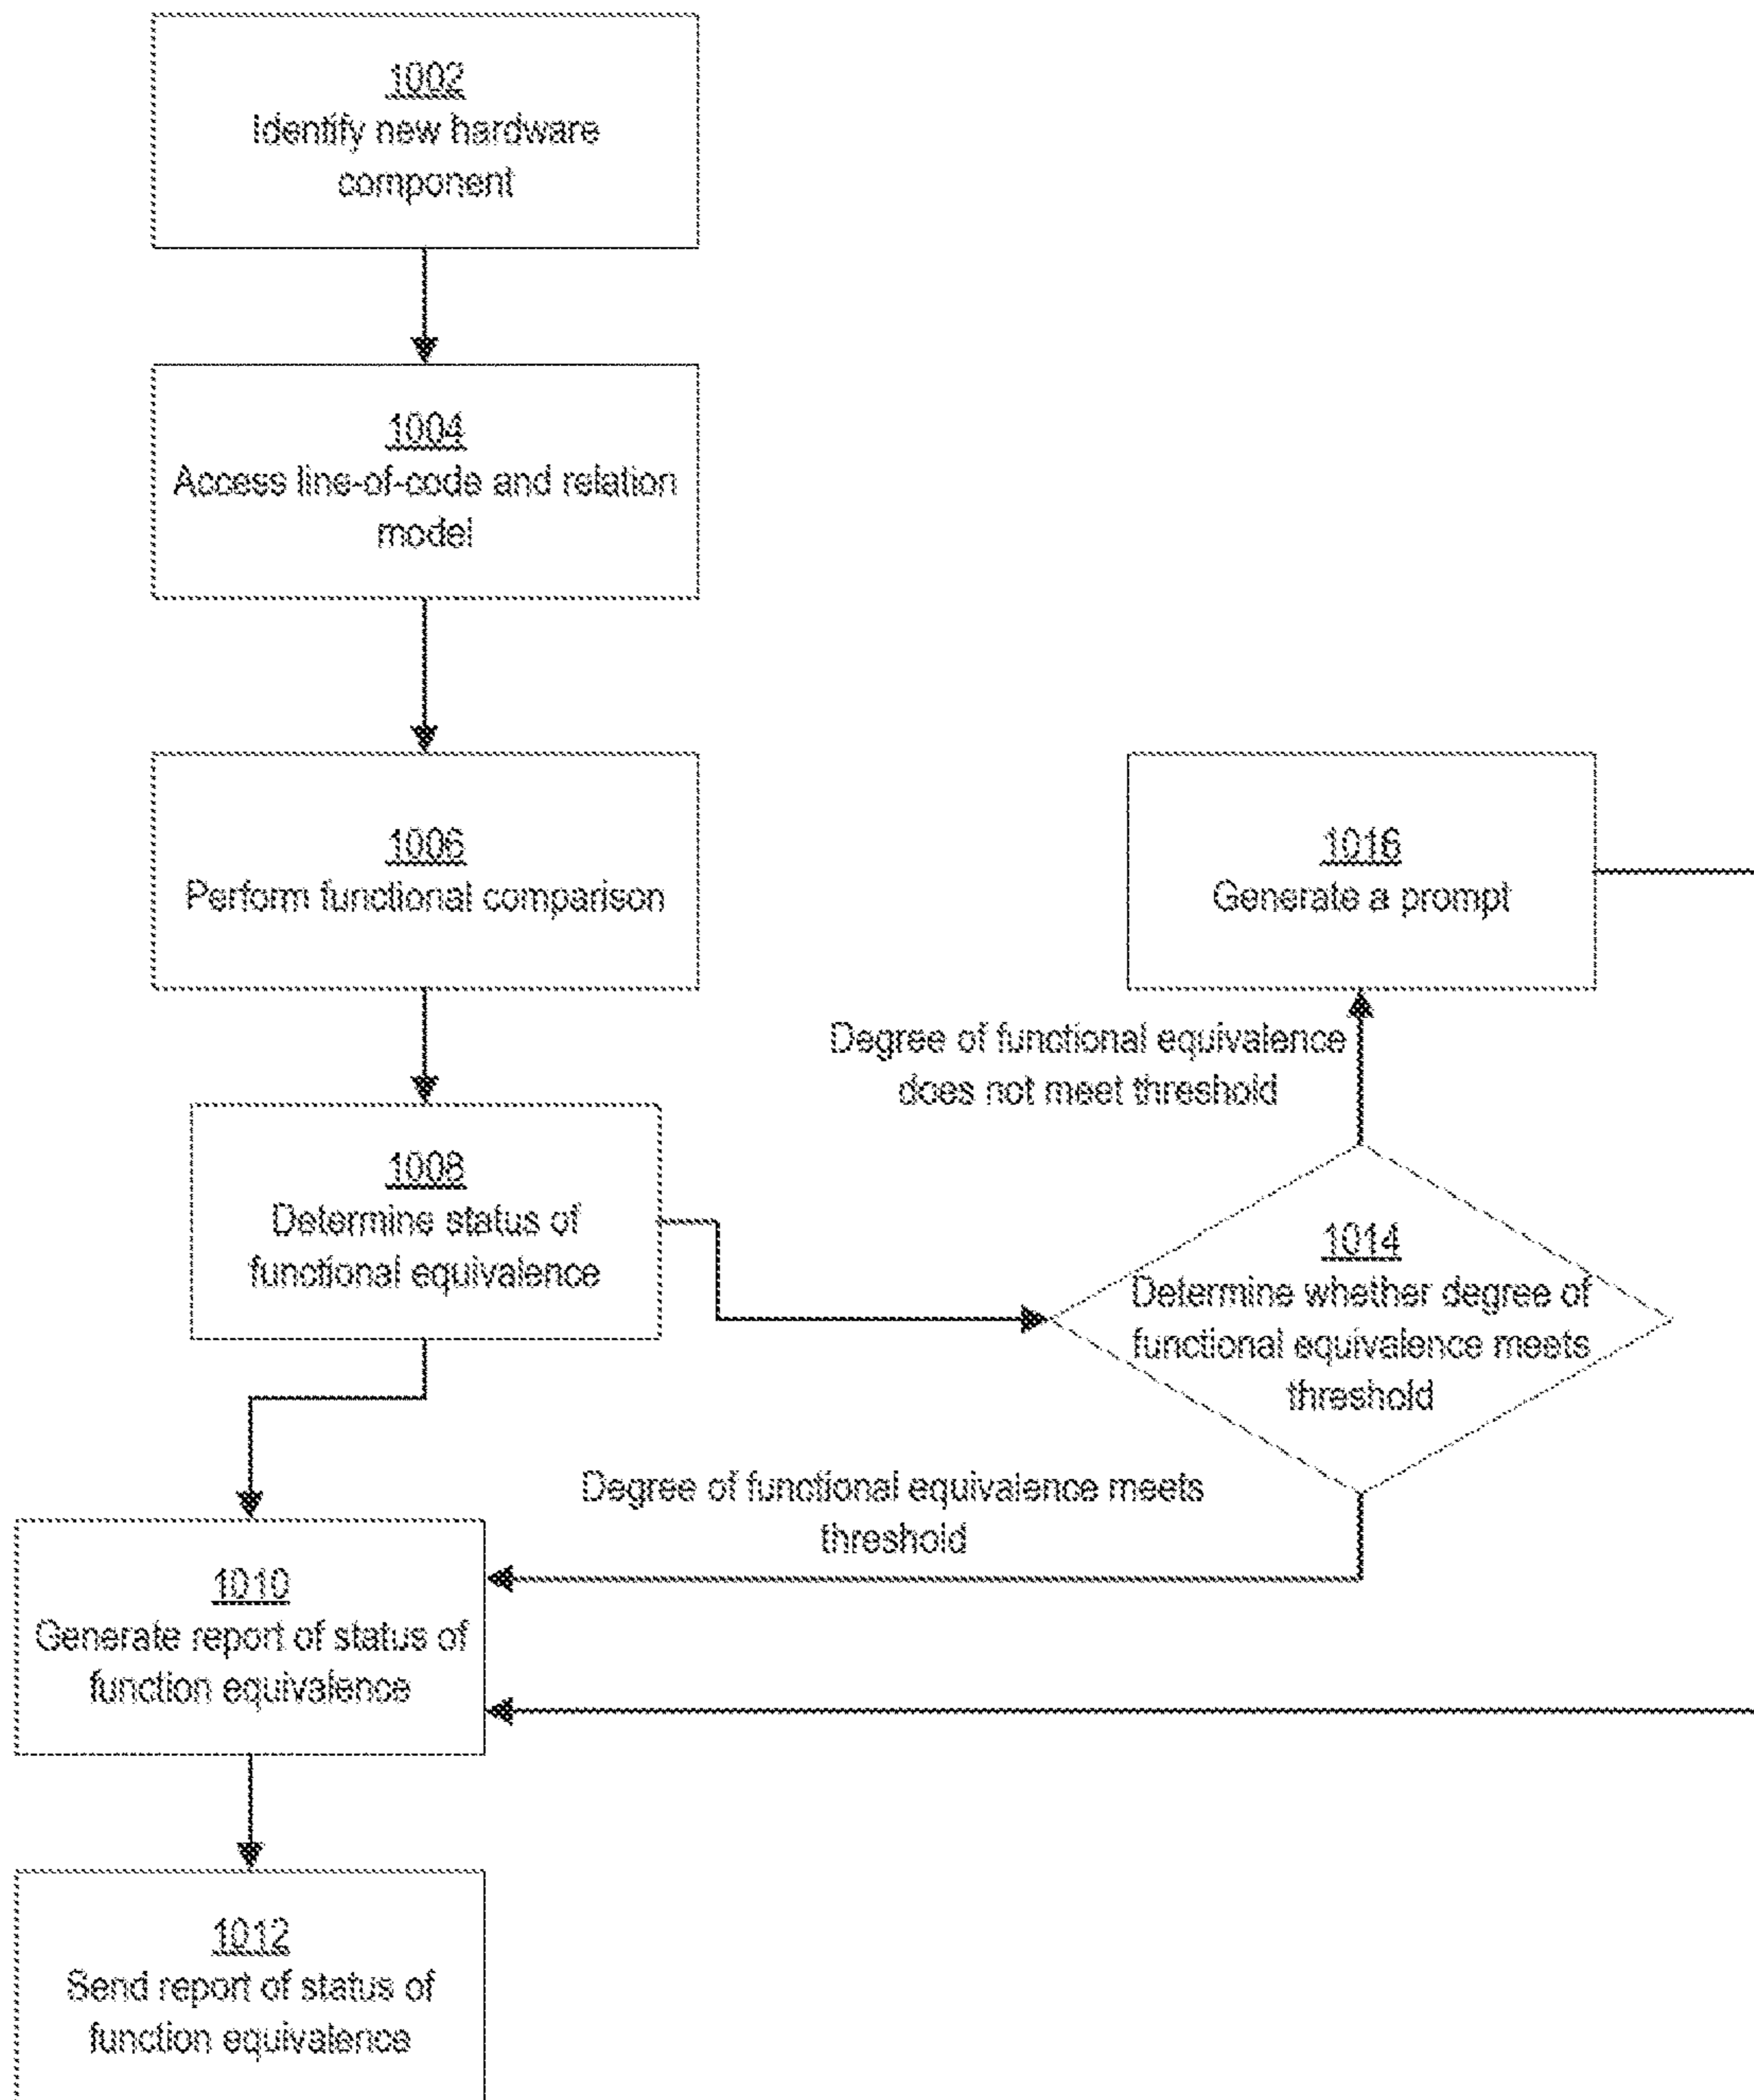 1002
Identify new hardware
component
1004
Access line-of-code and relation
model
1006
Perform functional comparison
1016
Generate a prompt
Degree of functional equivalence
does not meet threshold
1008
Determine status of
functional equivalence
1014
Determine whether degree of
functional equivalence meets
threshold
Degree of functional equivalence meets
threshold
1010
Generate report of status of
function equivalence
1012
Send report of status of
function equivalence